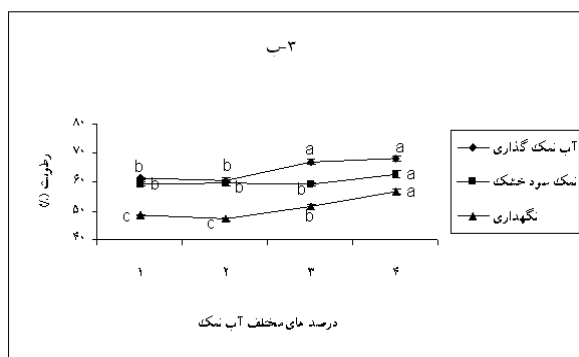 ۳-ب
رطوبت (٪)
۸۰
۷۰
۶۰
۵۰
۴۰
a a
b b
b b b a
c c b a
۱ ۲ ۳ ۴
درصد های مختلف آب نمک
آب نمک گذاری
نمک سود خشک
نگهداری